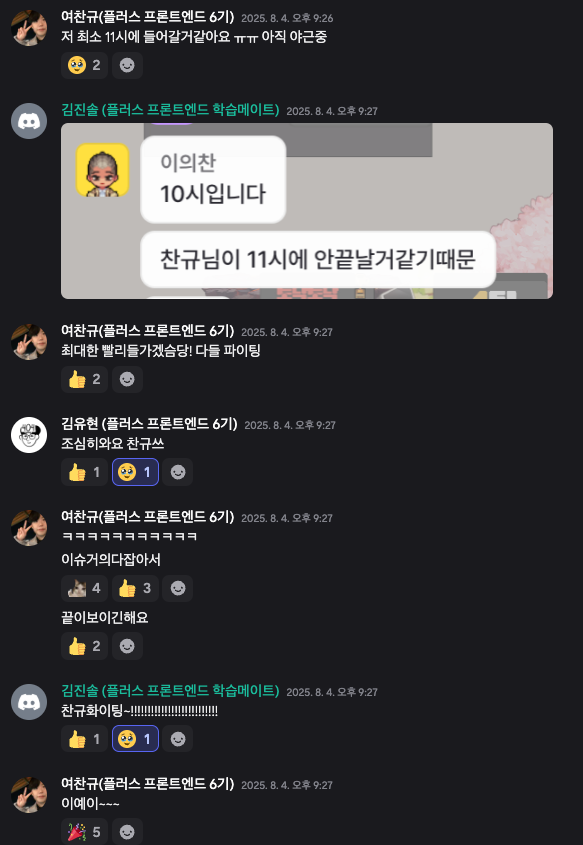 여찬규(플러스 프론트엔드 6기) 2025. 8. 4. 오후 9:26
저 최소 11시에 들어갈거같아요 ㅠㅠ 아직 야근중
2
김진솔 (플러스 프론트엔드 학습메이트) 2025. 8. 4. 오후 9:27
이의찬
10시입니다
찬규님이 11시에 안끝날거같기때문
여찬규(플러스 프론트엔드 6기) 2025. 8. 4. 오후 9:27
최대한 빨리들가겠슴당! 다들 파이팅
2
김유현 (플러스 프론트엔드 6기) 2025. 8. 4. 오후 9:27
조심히와요 찬규쓰
1 1
여찬규(플러스 프론트엔드 6기) 2025. 8. 4. 오후 9:27
ㅋㅋㅋㅋㅋㅋㅋㅋㅋㅋㅋ
이슈거의다잡아서
4 3
끝이보이긴해요
2
김진솔 (플러스 프론트엔드 학습메이트) 2025. 8. 4. 오후 9:27
찬규화이팅~!!!!!!!!!!!!!!!!!!!!!!!!!!
1 1
여찬규(플러스 프론트엔드 6기) 2025. 8. 4. 오후 9:27
이예이~~~
5